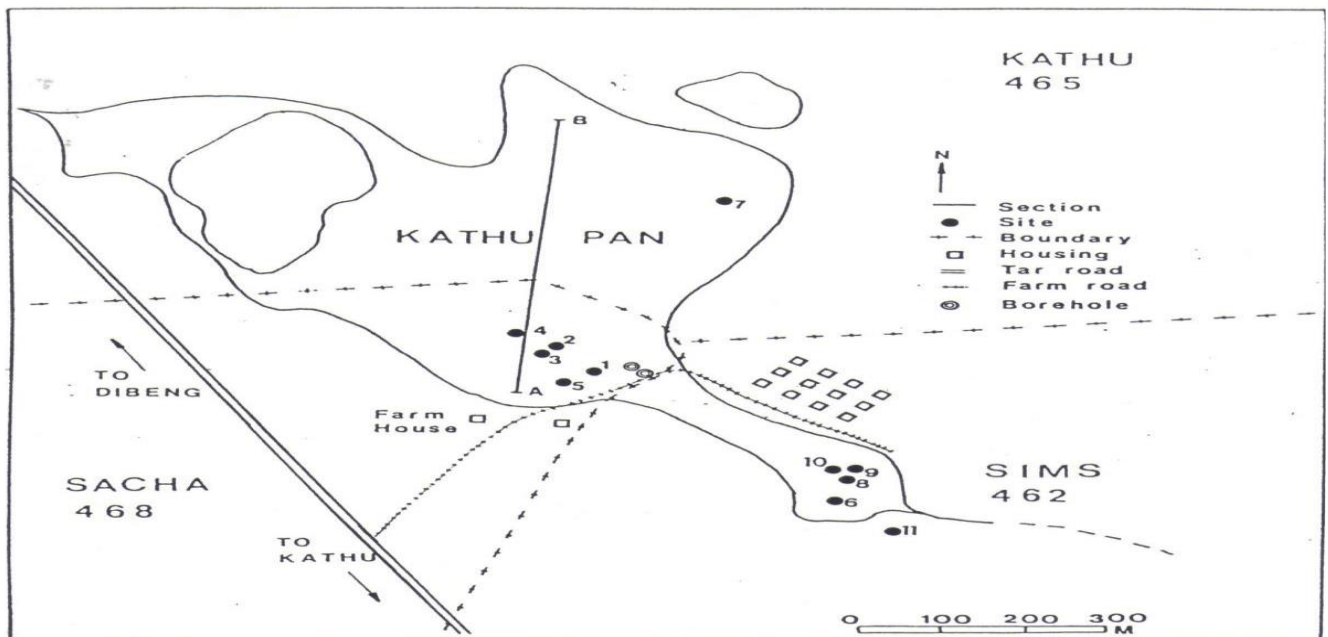 KATHU
465
B
N
7
Section
Site
Boundary
Housing
Tar road
Farm road
Borehole
KATHU PAN
4
2
3
1
5
A
TO
DIBENG
Farm
House
10
9
8
6
11
SIMS
462
SACHA
468
TO
KATHU
0 100 200 300
M